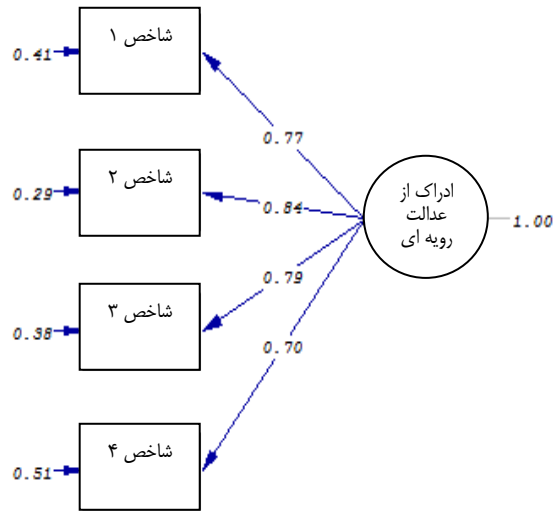 شاخص ۱
0.41
0.77
شاخص ۲
0.29
0.84
ادراک از
عدالت
رویه ای
1.00
شاخص ۳
0.38
0.79
0.70
شاخص ۴
0.51